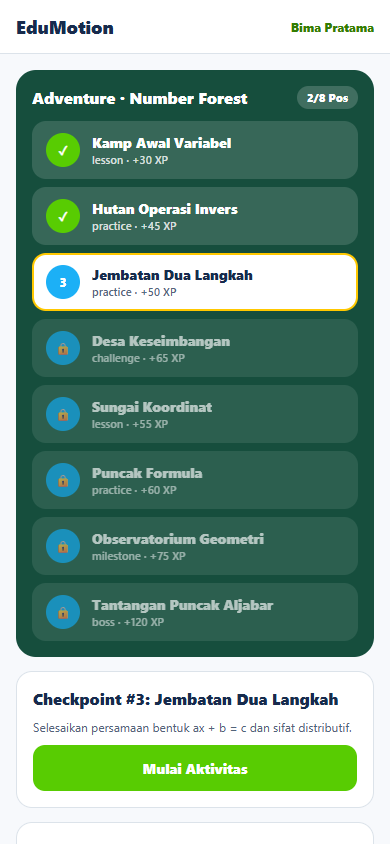 EduMotion
Bima Pratama
Adventure · Number Forest
2/8 Pos
✓
Kamp Awal Variabel
lesson · +30 XP
✓
Hutan Operasi Invers
practice · +45 XP
3
Jembatan Dua Langkah
practice · +50 XP
Desa Keseimbangan
challenge · +65 XP
Sungai Koordinat
lesson · +55 XP
Puncak Formula
practice · +60 XP
Observatorium Geometri
milestone · +75 XP
Tantangan Puncak Aljabar
boss · +120 XP
Checkpoint #3: Jembatan Dua Langkah
Selesaikan persamaan bentuk ax + b = c dan sifat distributif.
Mulai Aktivitas